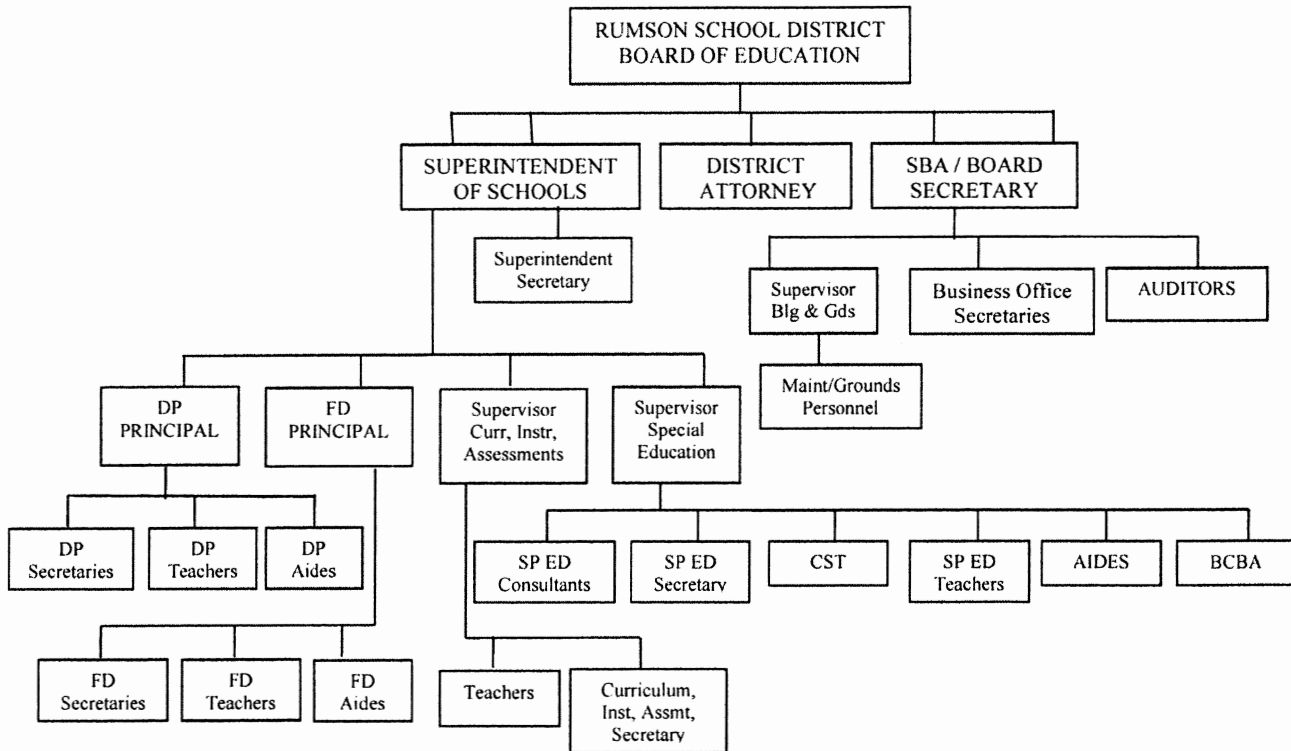 RUMSON SCHOOL DISTRICT
BOARD OF EDUCATION
SUPERINTENDENT
OF SCHOOLS
DISTRICT
ATTORNEY
SBA / BOARD
SECRETARY
Superintendent
Secretary
Supervisor
Blg & Gds
Business Office
Secretaries
AUDITORS
Maint/Grounds
Personnel
DP
PRINCIPAL
FD
PRINCIPAL
Supervisor
Curr, Instr,
Assessments
Supervisor
Special
Education
DP
Secretaries
DP
Teachers
DP
Aides
SP ED
Consultants
SP ED
Secretary
CST
SP ED
Teachers
AIDES
BCBA
FD
Secretaries
FD
Teachers
FD
Aides
Teachers
Curriculum,
Inst, Assmt,
Secretary